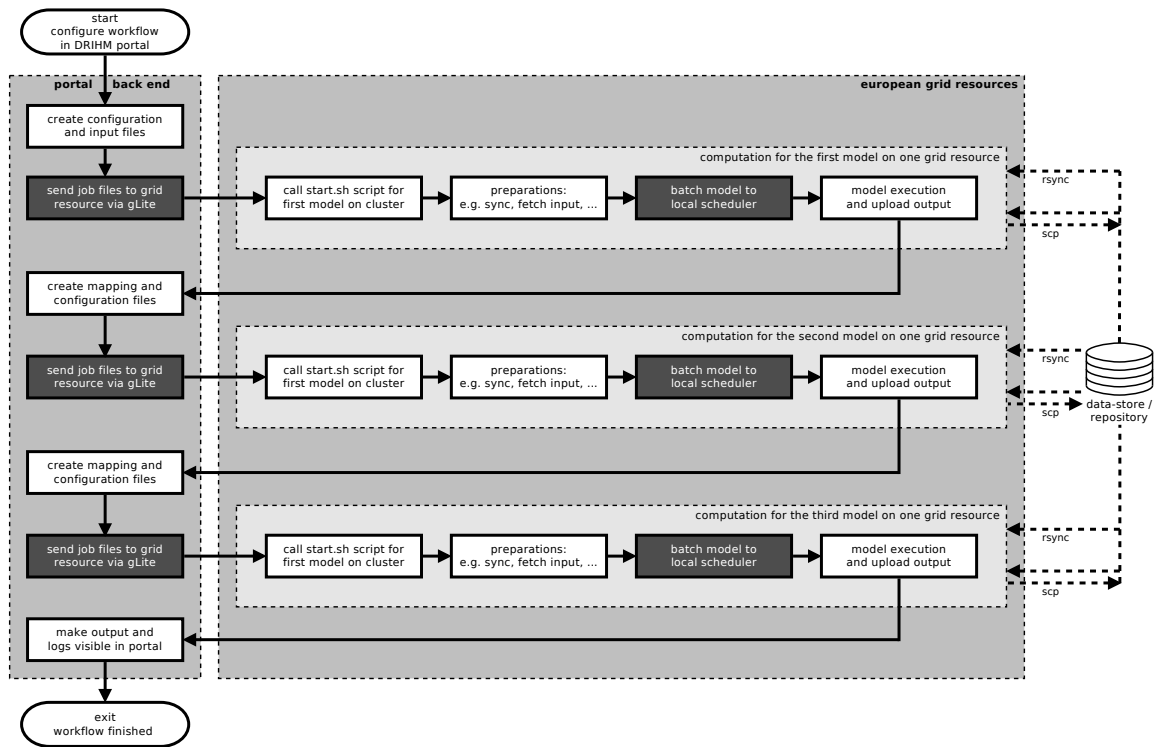 start
configure workflow
in DRIHM portal
portal back end
european grid resources
create configuration
and input files
computation for the first model on one grid resource
send job files to grid
resource via gLite
call start.sh script for
first model on cluster
preparations:
e.g. sync, fetch input, ...
batch model to
local scheduler
model execution
and upload output
rsync
scp
create mapping and
configuration files
computation for the second model on one grid resource
send job files to grid
resource via gLite
call start.sh script for
first model on cluster
preparations:
e.g. sync, fetch input, ...
batch model to
local scheduler
model execution
and upload output
rsync
scp
data-store /
repository
create mapping and
configuration files
computation for the third model on one grid resource
send job files to grid
resource via gLite
call start.sh script for
first model on cluster
preparations:
e.g. sync, fetch input, ...
batch model to
local scheduler
model execution
and upload output
rsync
scp
make output and
logs visible in portal
exit
workflow finished